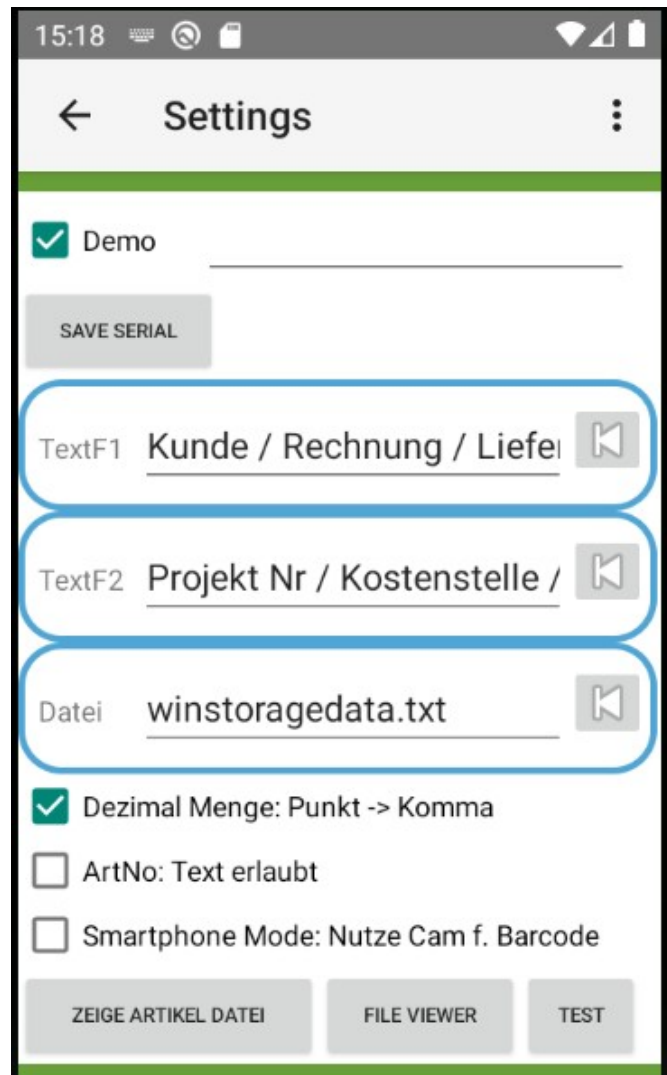 15:18
Settings
Demo
SAVE SERIAL
TextF1 Kunde / Rechnung / Liefer
TextF2 Projekt Nr / Kostenstelle /
Datei winstoragedata.txt
Dezimal Menge: Punkt -> Komma
ArtNo: Text erlaubt
Smartphone Mode: Nutze Cam f. Barcode
ZEIGE ARTIKEL DATEI FILE VIEWER TEST